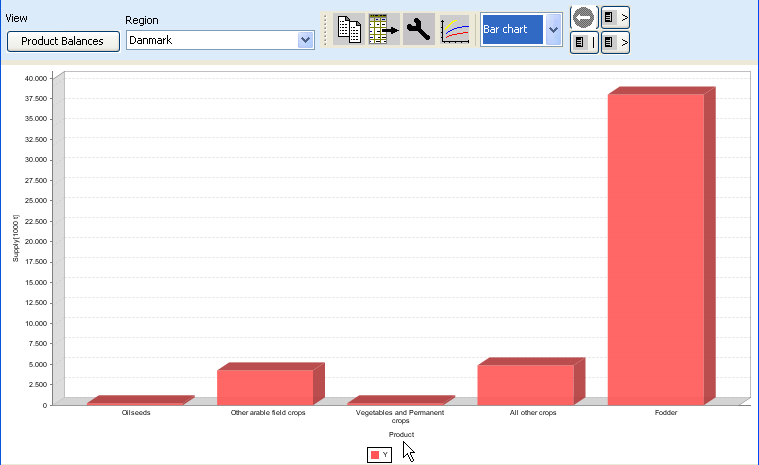 View
Region
Product Balances
Danmark
Bar chart
>
>
40.000
37.500
35.000
32.500
30.000
27.500
25.000
22.500
20.000
17.500
15.000
12.500
10.000
7.500
5.000
2.500
0
Supply[1000 t]
Oilseeds
Other arable field crops
Vegetables and Permanent
crops
All other crops
Fodder
Product
Y